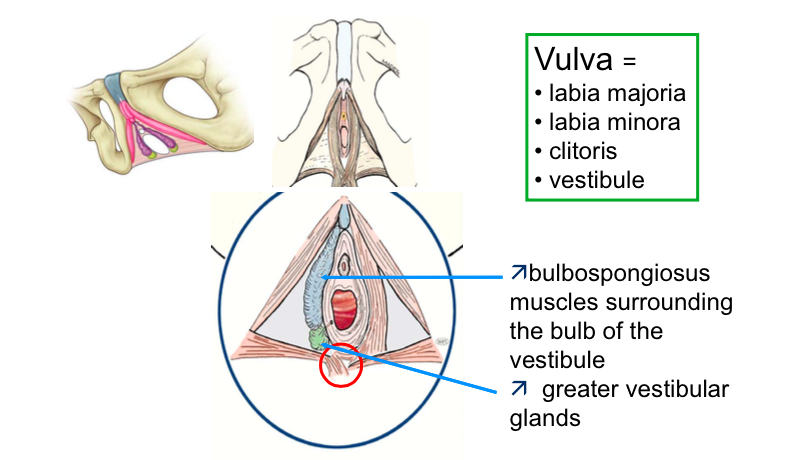 Vulva =
• labia majoria
• labia minora
• clitoris
• vestibule
↗bulbospongiosus
muscles surrounding
the bulb of the
vestibule
↗ greater vestibular
glands